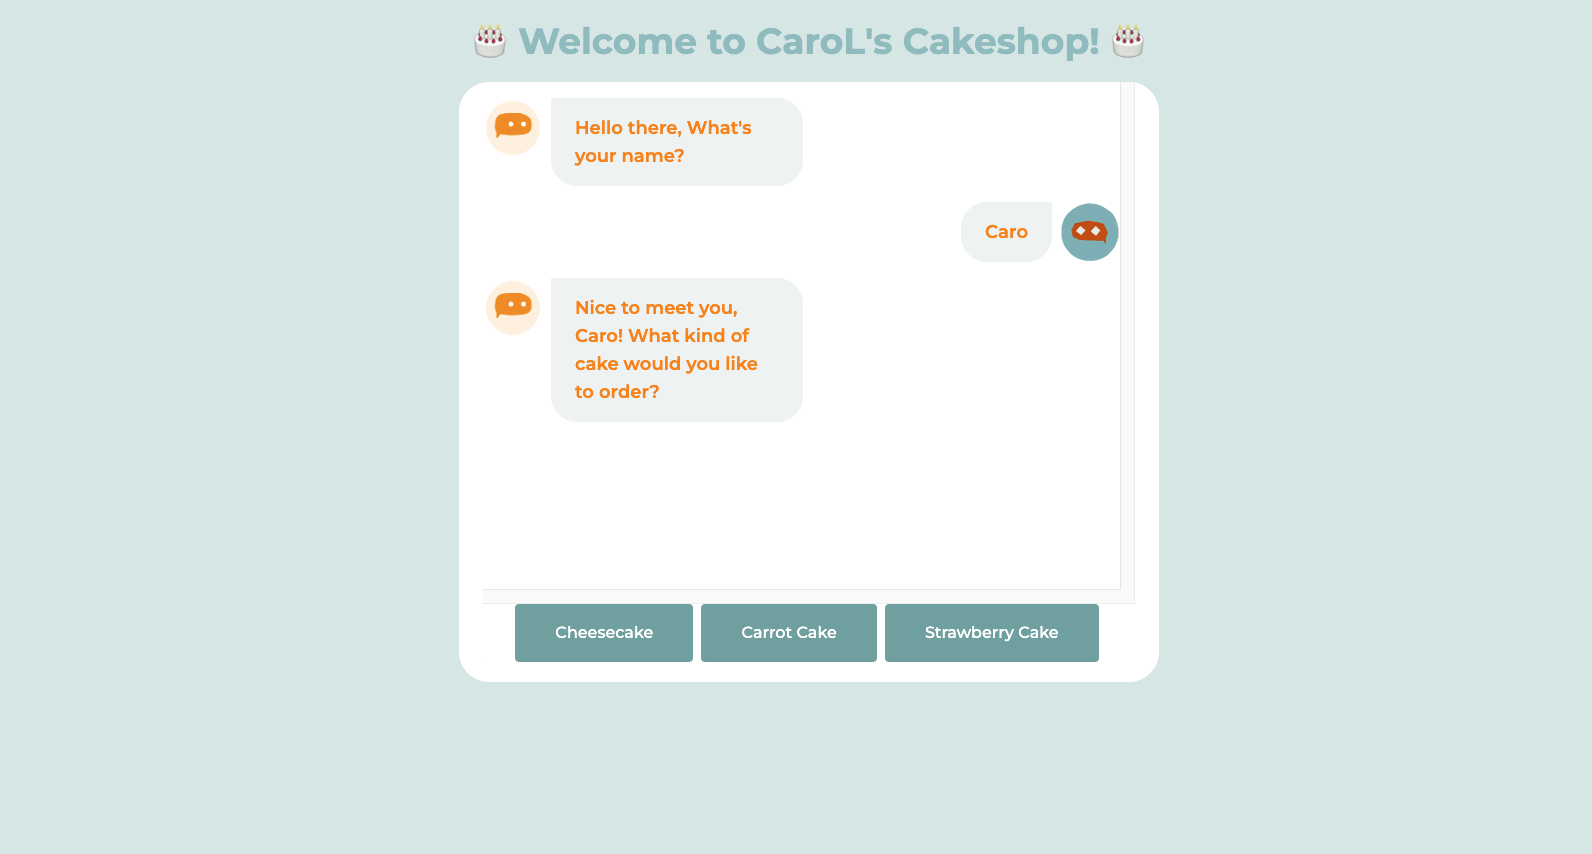 🎂 Welcome to CaroL's Cakeshop! 🎂
Hello there, What's
your name?
Caro
Nice to meet you,
Caro! What kind of
cake would you like
to order?
Cheesecake
Carrot Cake
Strawberry Cake